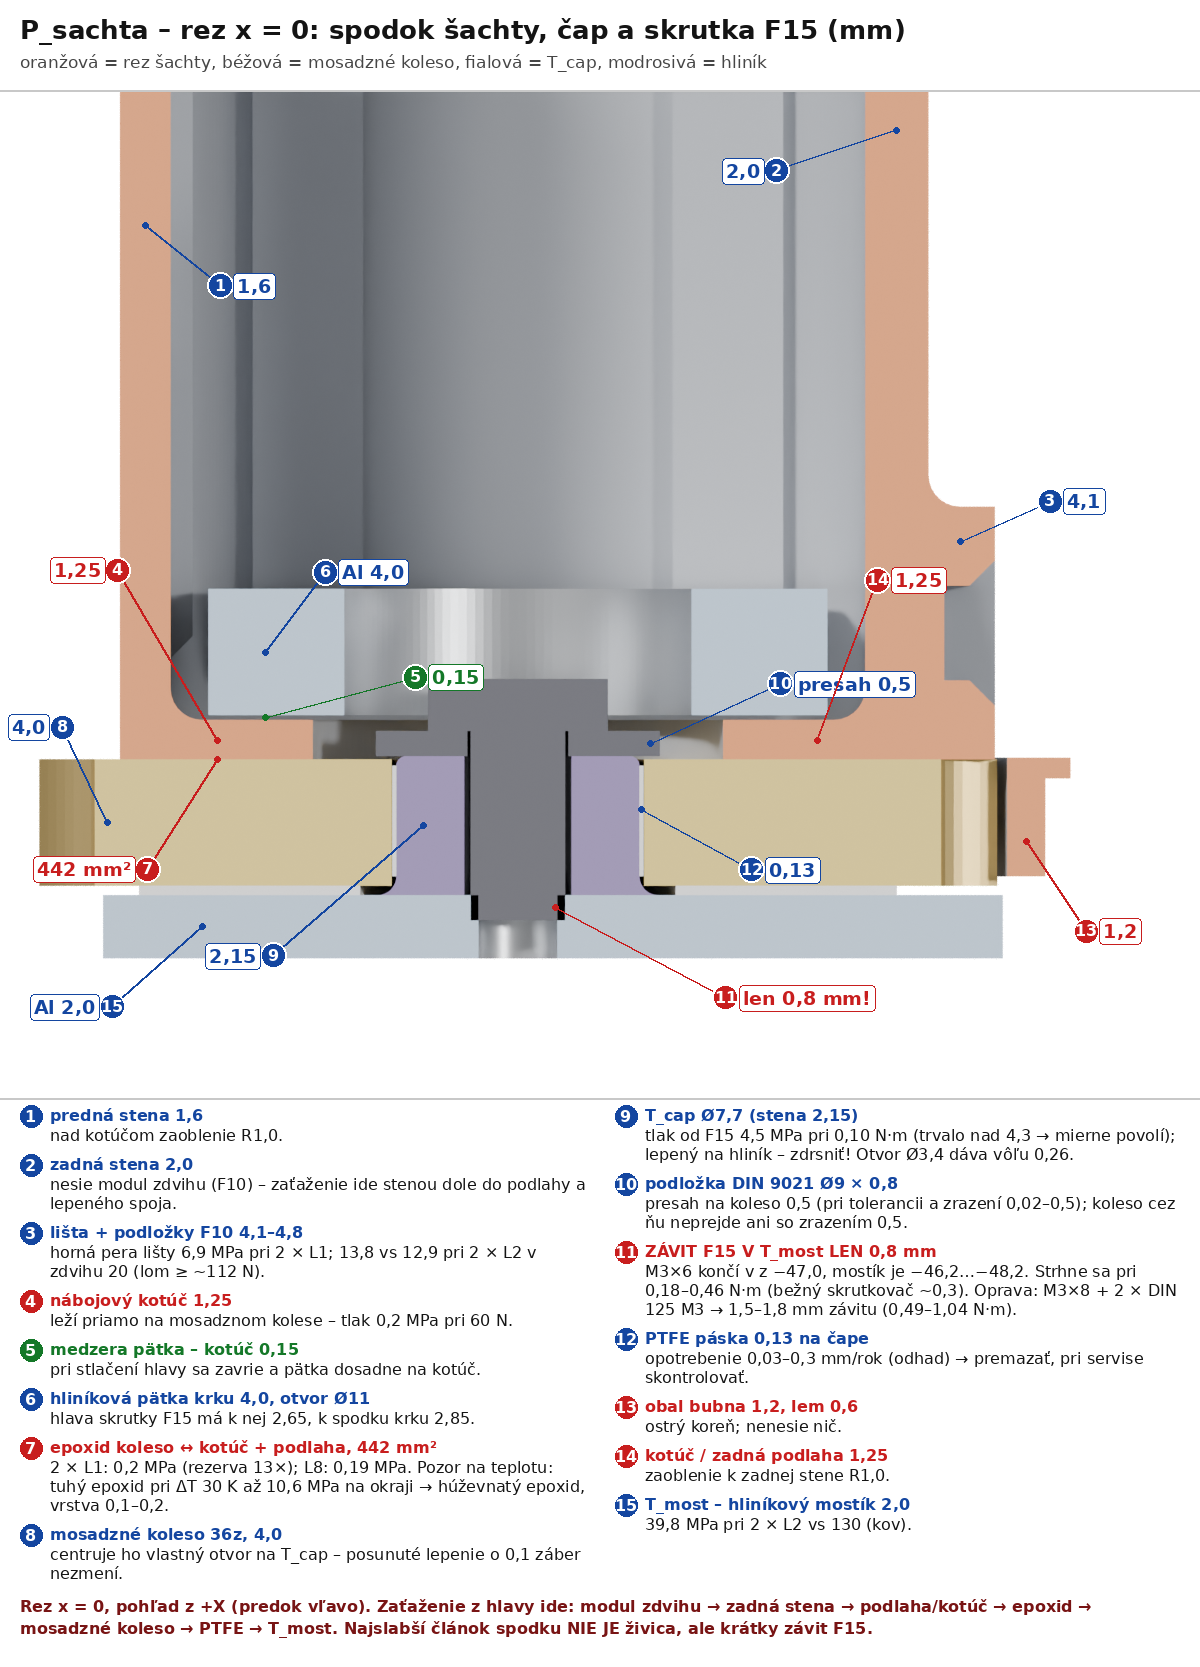 P_sachta – rez x = 0: spodok šachty, čap a skrutka F15 (mm)
oranžová = rez šachty, béžová = mosadzné koleso, fialová = T_cap, modrosivá = hliník
2,0 2
1 1,6
3 4,1
1,25 4
6 Al 4,0
14 1,25
5 0,15
10 presah 0,5
4,0 8
442 mm² 7
12 0,13
13 1,2
2,15 9
11 len 0,8 mm!
Al 2,0 15
1 predná stena 1,6
nad kotúčom zaoblenie R1,0.
2 zadná stena 2,0
nesie modul zdvihu (F10) – zaťaženie ide stenou dole do podlahy a
lepeného spoja.
3 lišta + podložky F10 4,1–4,8
horná pera lišty 6,9 MPa pri 2 × L1; 13,8 vs 12,9 pri 2 × L2 v
zdvihu 20 (lom ≥ ~112 N).
4 nábojový kotúč 1,25
leží priamo na mosadznom kolese – tlak 0,2 MPa pri 60 N.
5 medzera pätka – kotúč 0,15
pri stlačení hlavy sa zavrie a pätka dosadne na kotúč.
6 hliníková pätka krku 4,0, otvor Ø11
hlava skrutky F15 má k nej 2,65, k spodku krku 2,85.
7 epoxid koleso ↔ kotúč + podlaha, 442 mm²
2 × L1: 0,2 MPa (rezerva 13×); L8: 0,19 MPa. Pozor na teplotu:
tuhý epoxid pri ΔT 30 K až 10,6 MPa na okraji → húževnatý epoxid,
vrstva 0,1–0,2.
8 mosadzné koleso 36z, 4,0
centruje ho vlastný otvor na T_cap – posunuté lepenie o 0,1 záber
nezmení.
9 T_cap Ø7,7 (stena 2,15)
tlak od F15 4,5 MPa pri 0,10 N·m (trvalo nad 4,3 → mierne povolí);
lepený na hliník – zdrsniť! Otvor Ø3,4 dáva vôľu 0,26.
10 podložka DIN 9021 Ø9 × 0,8
presah na koleso 0,5 (pri tolerancii a zrazení 0,02–0,5); koleso cez
ňu neprejde ani so zrazením 0,5.
11 ZÁVIT F15 V T_most LEN 0,8 mm
M3×6 končí v z −47,0, mostík je −46,2…−48,2. Strhne sa pri
0,18–0,46 N·m (bežný skrutkovač ~0,3). Oprava: M3×8 + 2 × DIN
125 M3 → 1,5–1,8 mm závitu (0,49–1,04 N·m).
12 PTFE páska 0,13 na čape
opotrebenie 0,03–0,3 mm/rok (odhad) → premazať, pri servise
skontrolovať.
13 obal bubna 1,2, lem 0,6
ostrý koreň; nenesie nič.
14 kotúč / zadná podlaha 1,25
zaoblenie k zadnej stene R1,0.
15 T_most – hliníkový mostík 2,0
39,8 MPa pri 2 × L2 vs 130 (kov).
Rez x = 0, pohľad z +X (predok vľavo). Zaťaženie z hlavy ide: modul zdvihu → zadná stena → podlaha/kotúč → epoxid →
mosadzné koleso → PTFE → T_most. Najslabší článok spodku NIE JE živica, ale krátky závit F15.